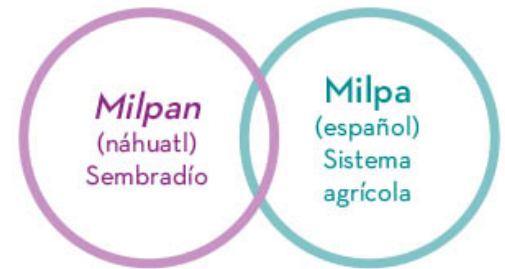 Milpan
(náhuatl)
Sembradío
Milpa
(español)
Sistema
agrícola